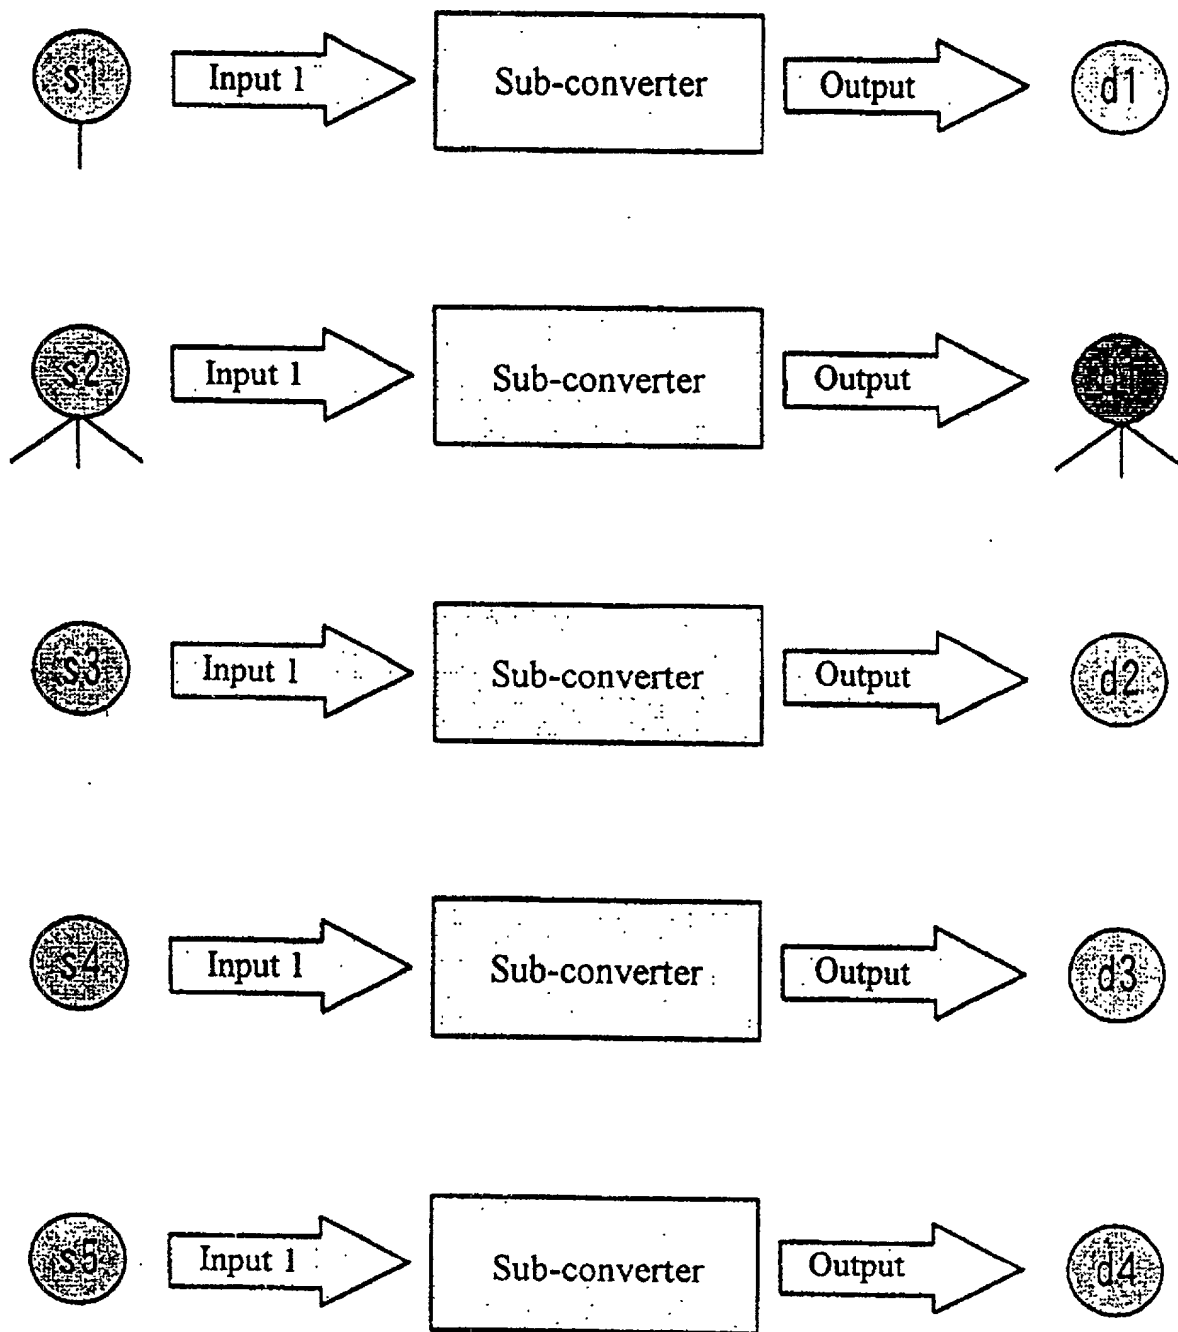 s1 Input 1 Sub-converter Output d1
s2 Input 1 Sub-converter Output
s3 Input 1 Sub-converter Output d2
s4 Input 1 Sub-converter Output d3
s5 Input 1 Sub-converter Output d4